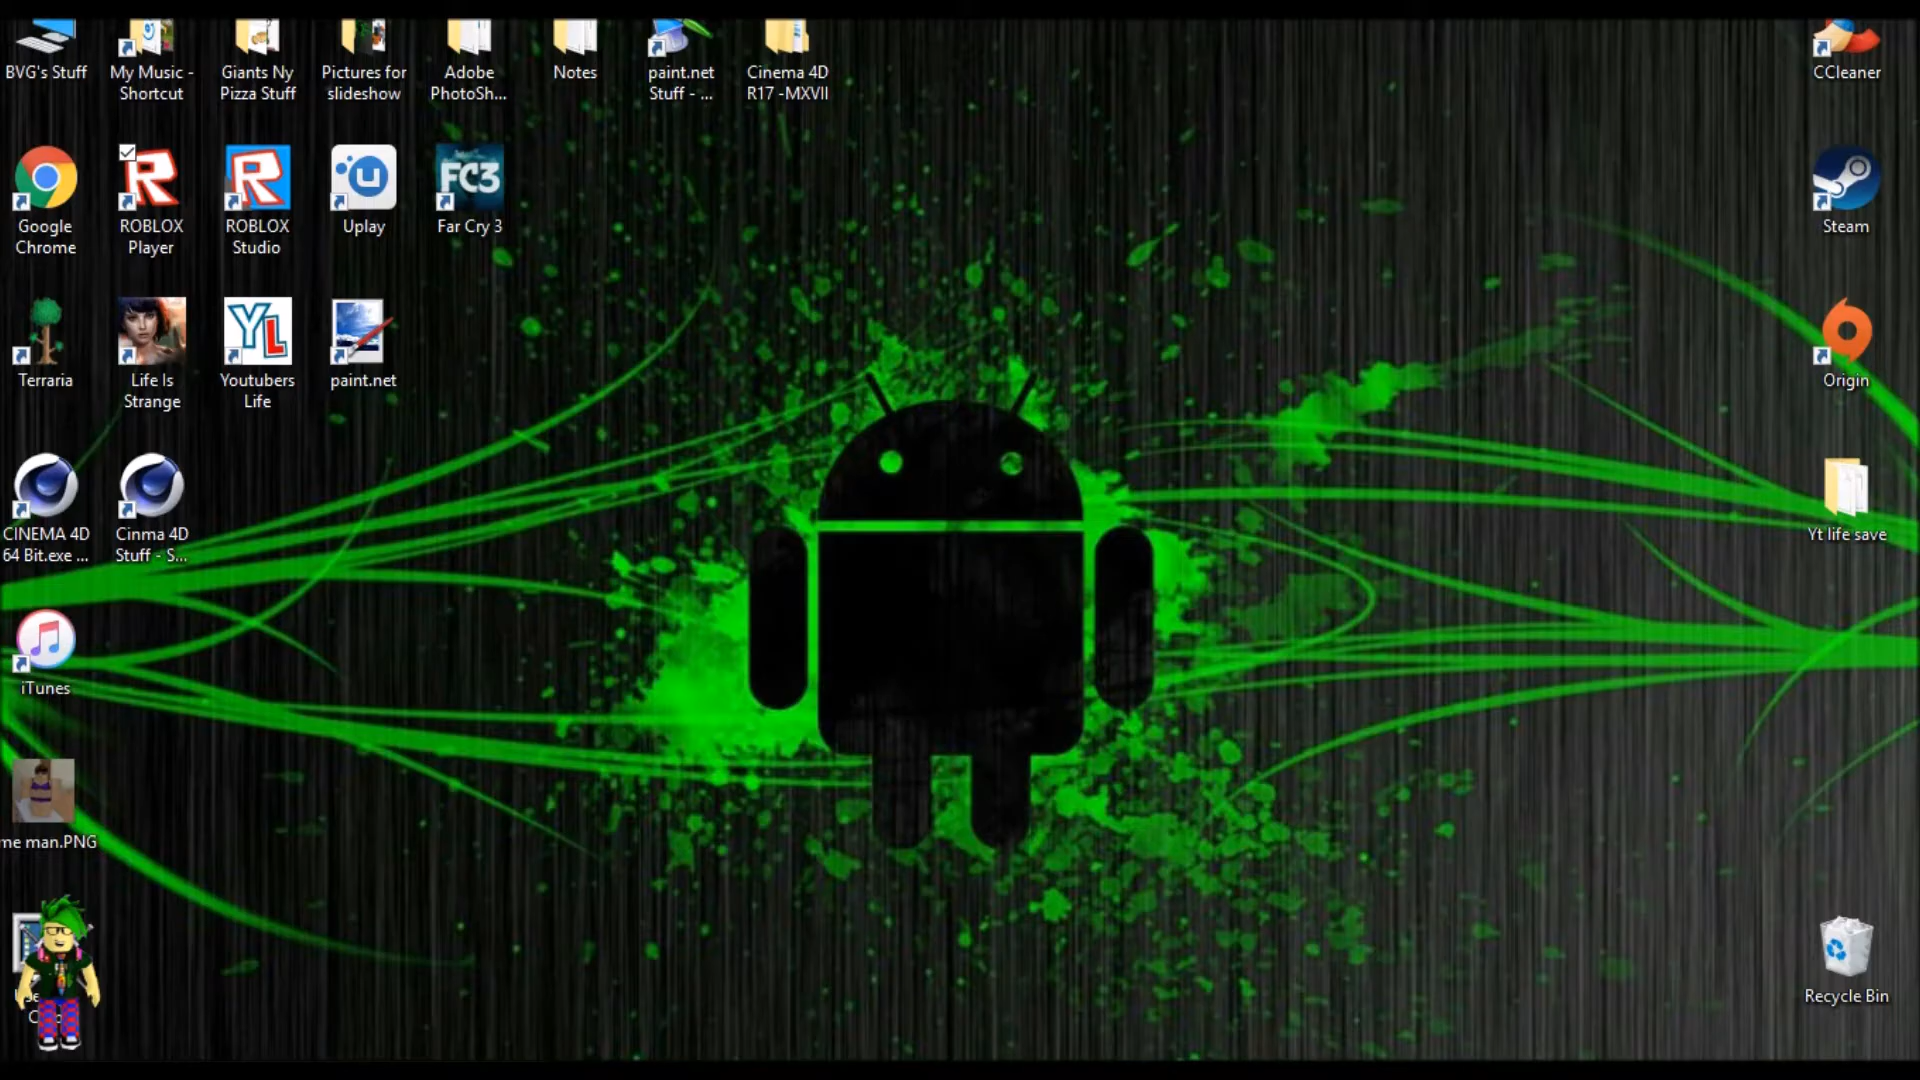 BVG's Stuff
My Music -
Shortcut
Giants Ny
Pizza Stuff
Pictures for
slideshow
Adobe
PhotoSh...
Notes
paint.net
Stuff - ...
Cinema 4D
R17 -MXVII
CCleaner
Google
Chrome
ROBLOX
Player
ROBLOX
Studio
Uplay
FC3
Far Cry 3
Steam
Terraria
Life Is
Strange
YL
Youtubers
Life
paint.net
Origin
CINEMA 4D
64 Bit.exe ...
Cinma 4D
Stuff - S...
Yt life save
iTunes
me man.PNG
Recycle Bin